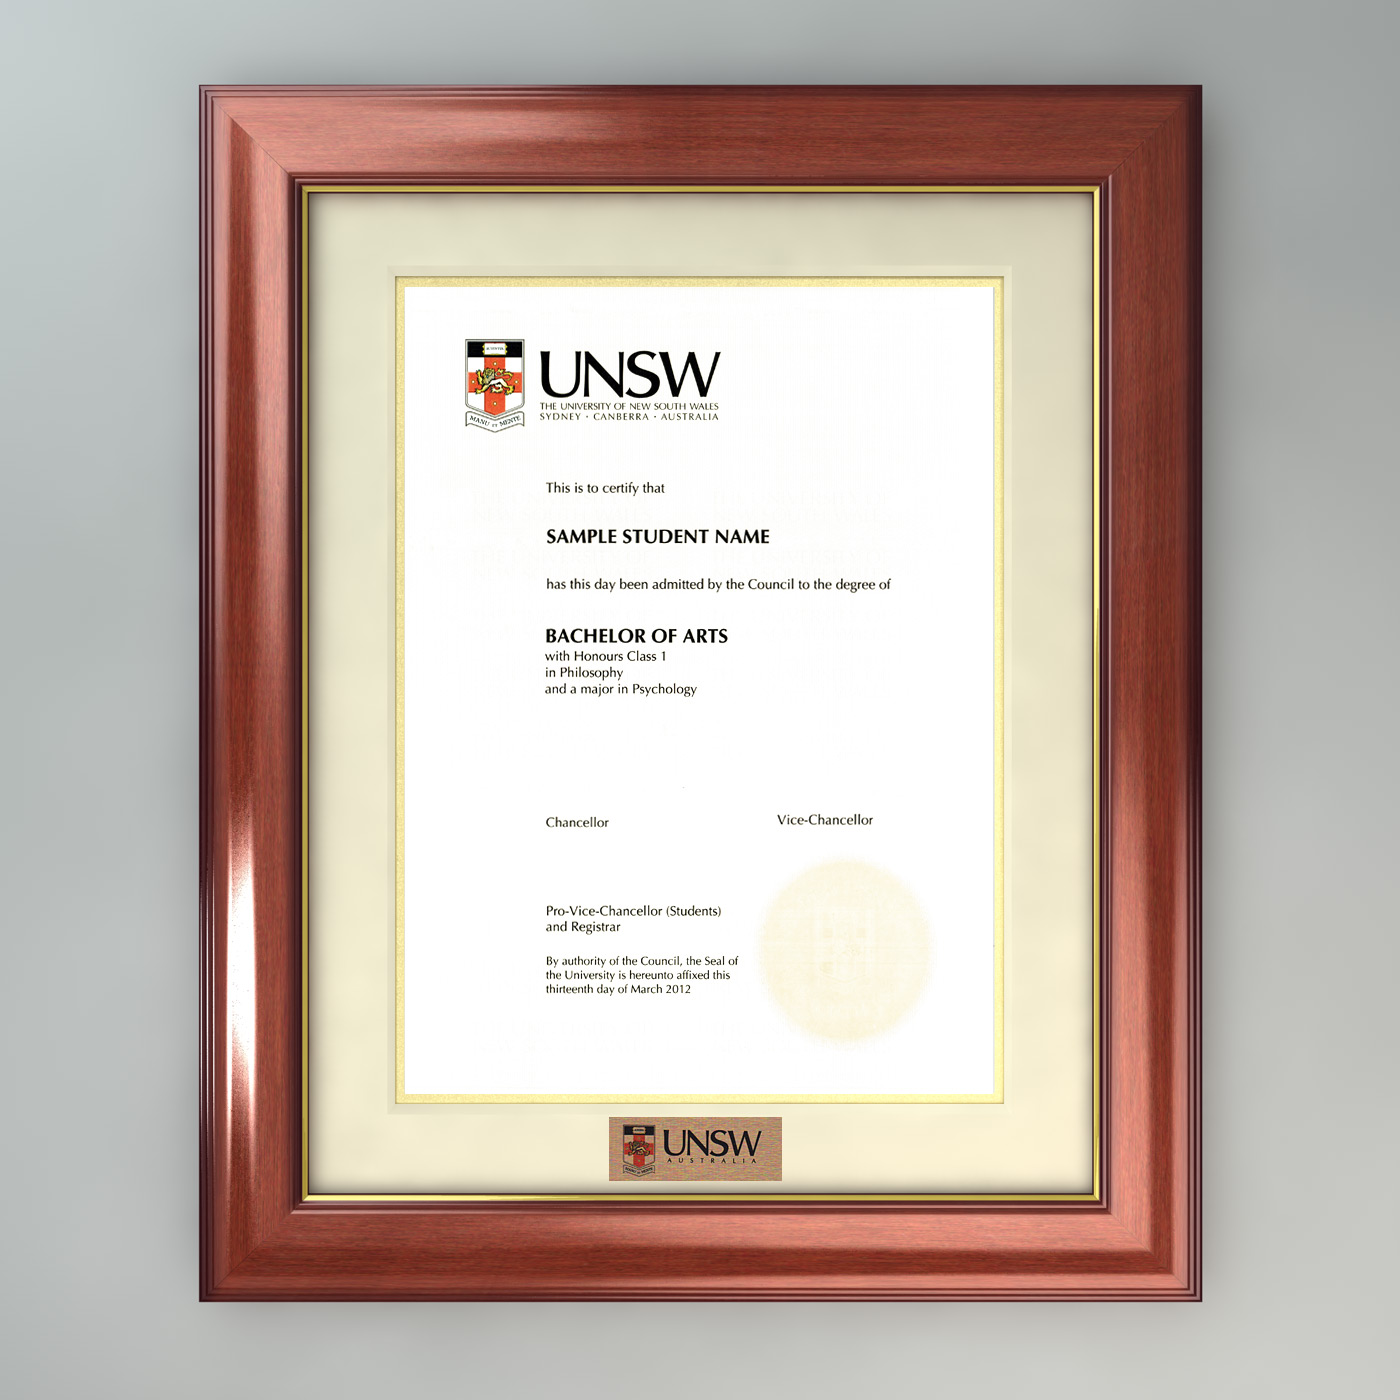 UNSW
THE UNIVERSITY OF NEW SOUTH WALES
SYDNEY · CANBERRA · AUSTRALIA
MANU ET MENTE
This is to certify that
SAMPLE STUDENT NAME
has this day been admitted by the Council to the degree of
BACHELOR OF ARTS
with Honours Class 1
in Philosophy
and a major in Psychology
Chancellor
Vice-Chancellor
Pro-Vice-Chancellor (Students)
and Registrar
By authority of the Council, the Seal of
the University is hereunto affixed this
thirteenth day of March 2012
UNSW
AUSTRALIA